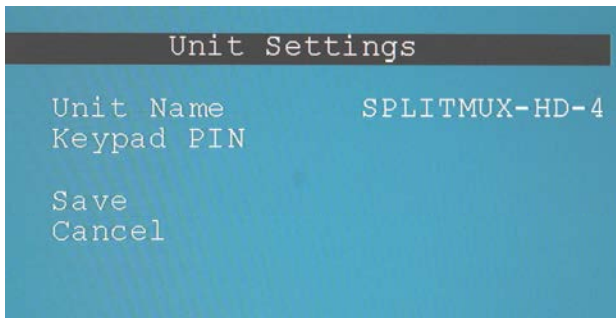 Unit Settings
Unit Name SPLITMUX-HD-4
Keypad PIN
Save
Cancel